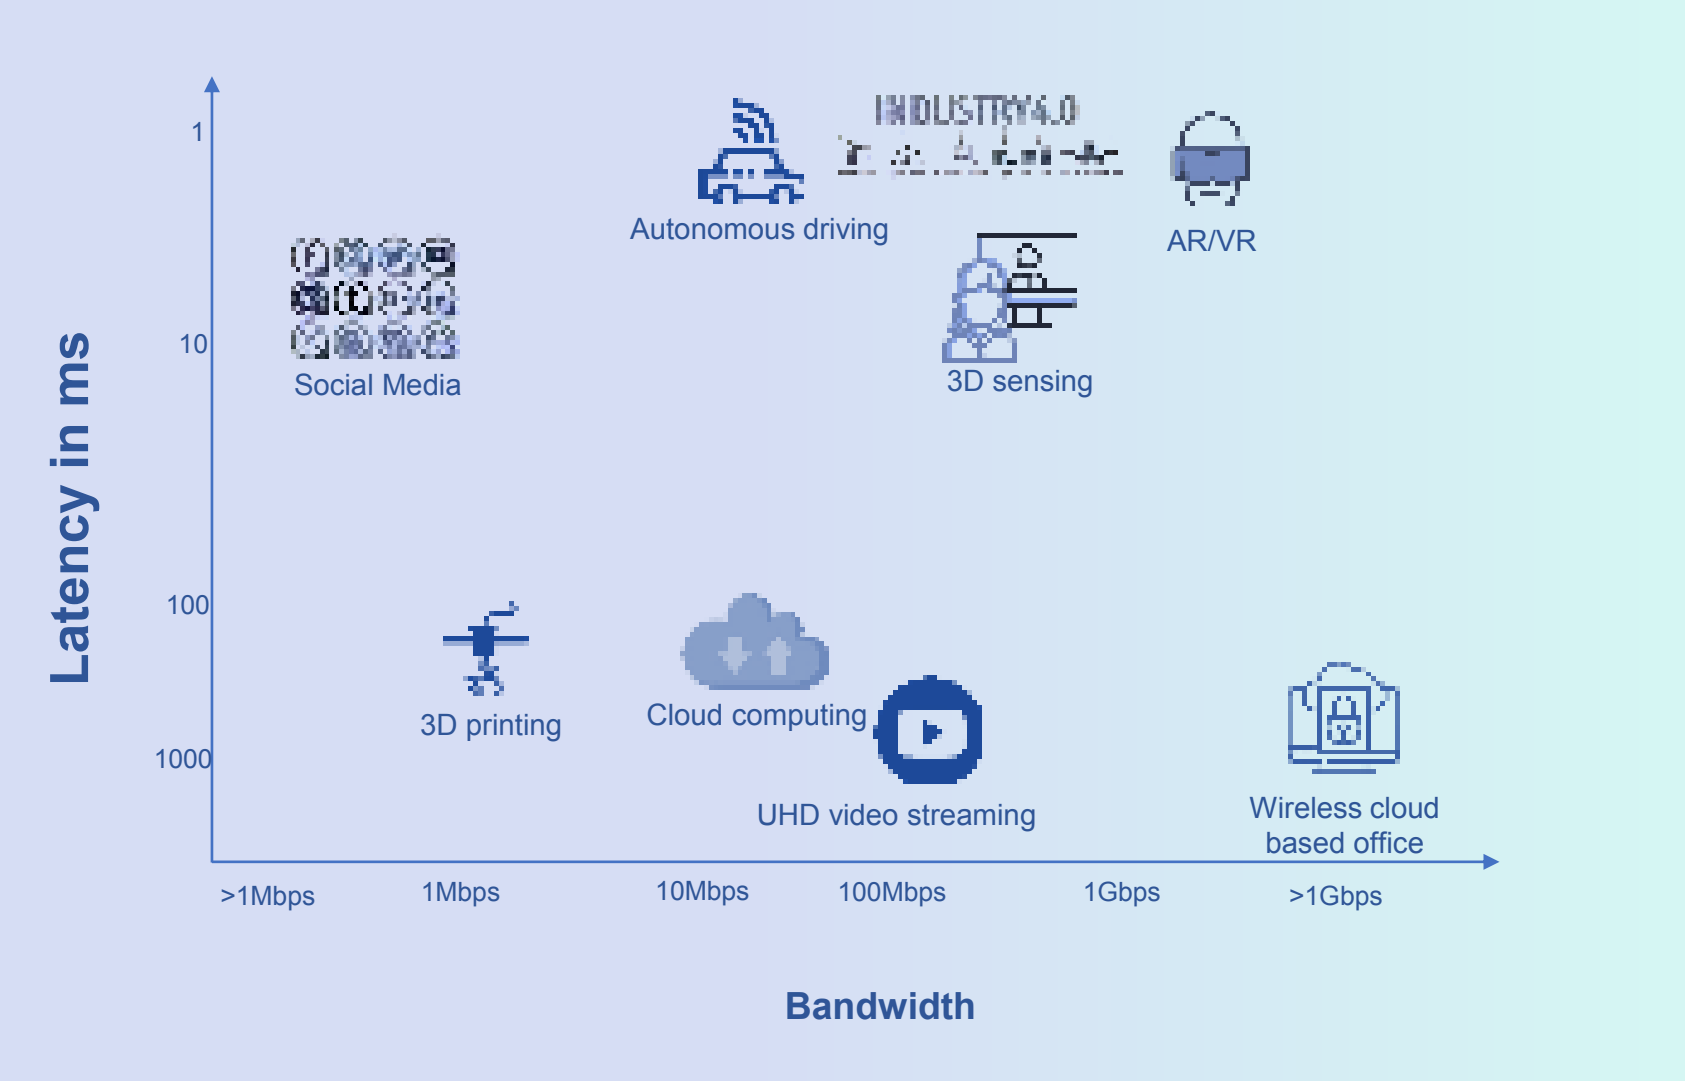 Latency in ms
1
10
100
1000
INDUSTRY4.0
Autonomous driving
AR/VR
Social Media
3D sensing
3D printing
Cloud computing
UHD video streaming
Wireless cloud
based office
>1Mbps
1Mbps
10Mbps
100Mbps
1Gbps
>1Gbps
Bandwidth